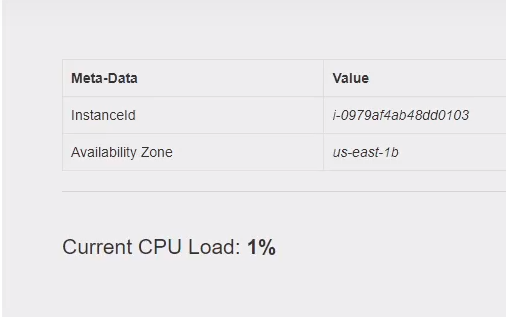 Meta-Data Value
InstanceId i-0979af4ab48dd0103
Availability Zone us-east-1b
Current CPU Load: 1%